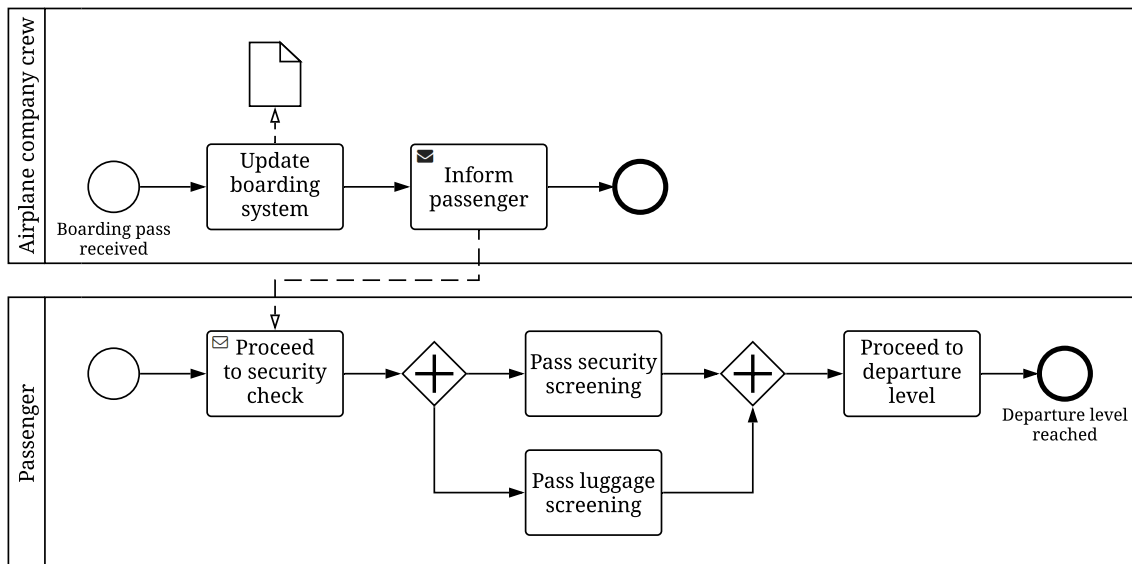 Airplane company crew
Boarding pass
received
Update
boarding
system
Inform
passenger
Passenger
Proceed
to security
check
Pass security
screening
Pass luggage
screening
Proceed to
departure
level
Departure level
reached